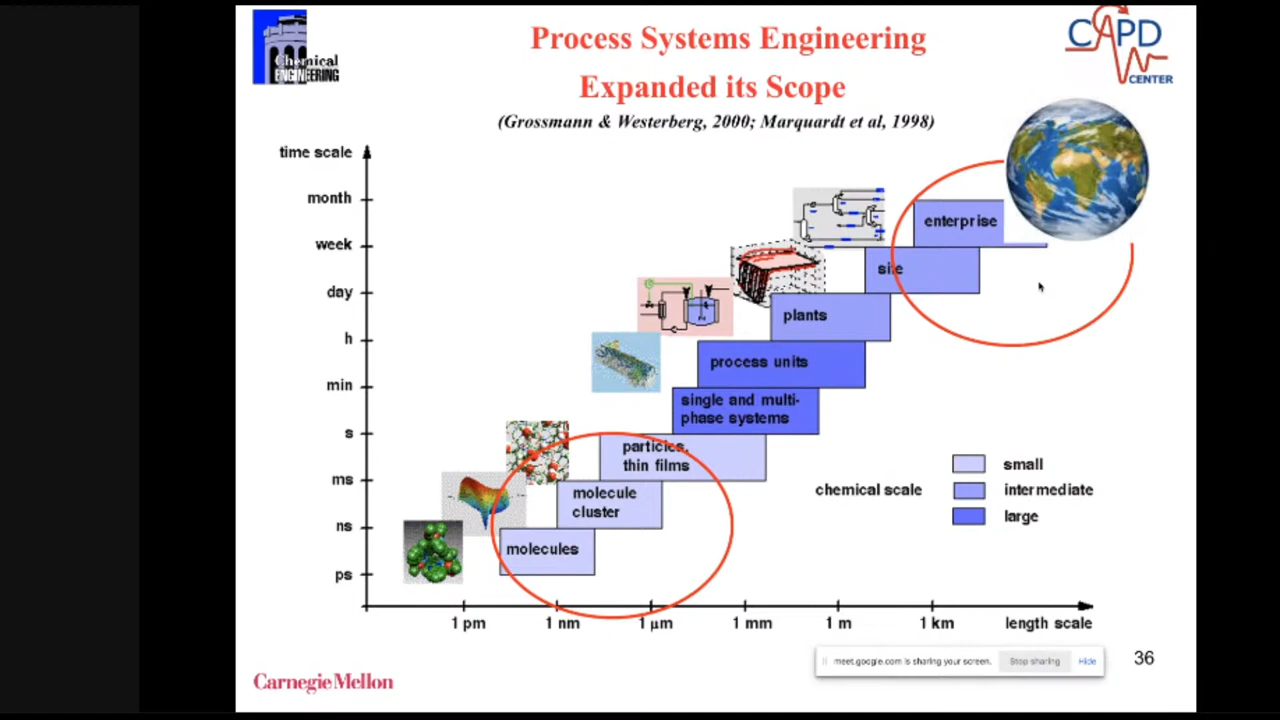 Chemical
ENGINEERING
Process Systems Engineering
Expanded its Scope
(Grossmann & Westerberg, 2000; Marquardt et al, 1998)
CAPD
CENTER
time scale
month
week
day
h
min
s
ms
ns
ps
enterprise
site
plants
process units
single and multi-
phase systems
particles,
thin films
molecule
cluster
molecules
chemical scale
small
intermediate
large
1 pm
1 nm
1 μm
1 mm
1 m
1 km
length scale
meet.google.com is sharing your screen.
Stop sharing
Hide
36
Carnegie Mellon